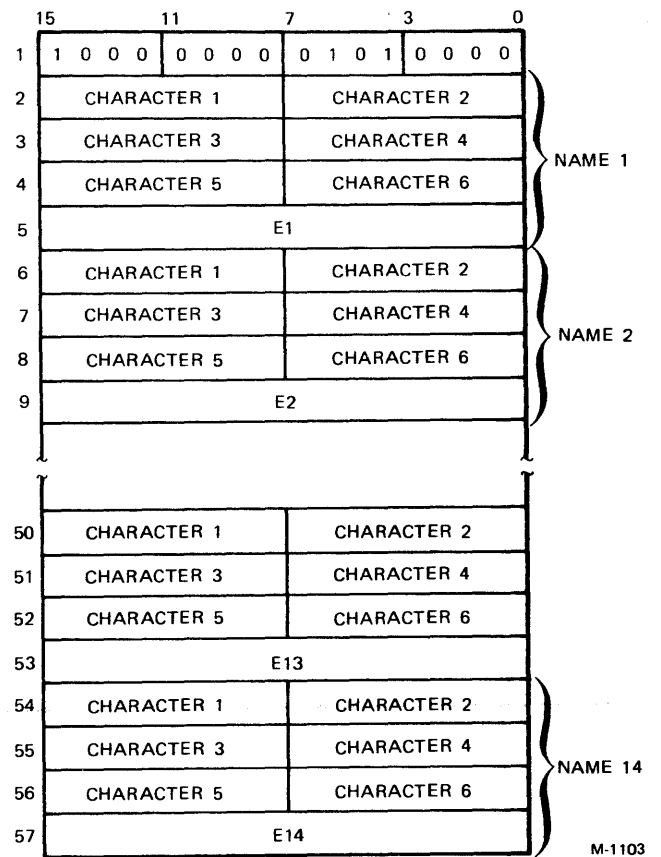 15 11 7 3 0
1 1 0 0 0 0 0 0 0 0 1 0 1 0 0 0 0
2 CHARACTER 1 CHARACTER 2
3 CHARACTER 3 CHARACTER 4
NAME 1
4 CHARACTER 5 CHARACTER 6
5 E1
6 CHARACTER 1 CHARACTER 2
7 CHARACTER 3 CHARACTER 4
NAME 2
8 CHARACTER 5 CHARACTER 6
9 E2
50 CHARACTER 1 CHARACTER 2
51 CHARACTER 3 CHARACTER 4
52 CHARACTER 5 CHARACTER 6
53 E13
54 CHARACTER 1 CHARACTER 2
55 CHARACTER 3 CHARACTER 4
NAME 14
56 CHARACTER 5 CHARACTER 6
57 E14
M-1103